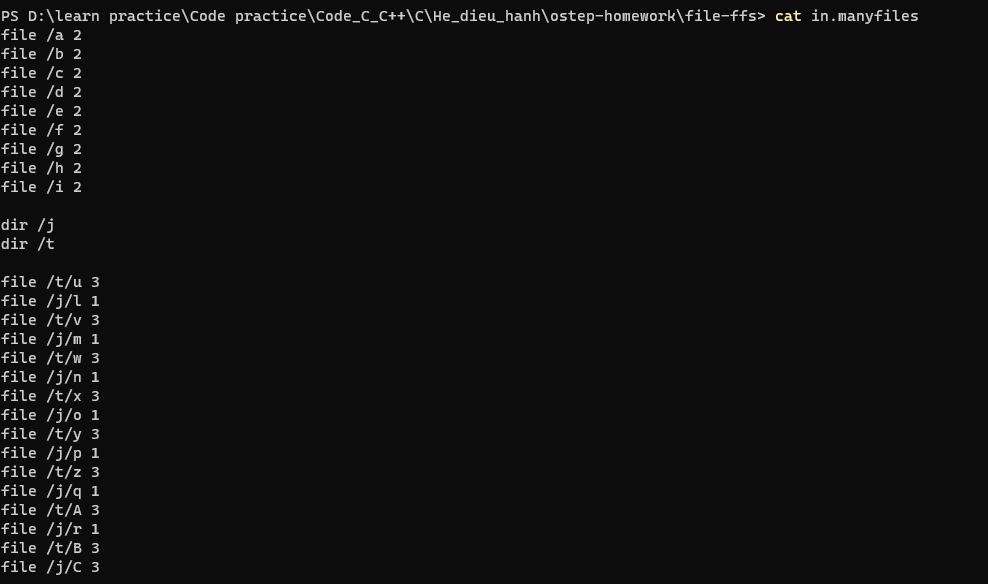 PS D:\learn practice\Code practice\Code_C_C++\C\He_dieu_hanh\ostep-homework\file-ffs> cat in.manyfiles
file /a 2
file /b 2
file /c 2
file /d 2
file /e 2
file /f 2
file /g 2
file /h 2
file /i 2
dir /j
dir /t
file /t/u 3
file /j/l 1
file /t/v 3
file /j/m 1
file /t/w 3
file /j/n 1
file /t/x 3
file /j/o 1
file /t/y 3
file /j/p 1
file /t/z 3
file /j/q 1
file /t/A 3
file /j/r 1
file /t/B 3
file /j/C 3